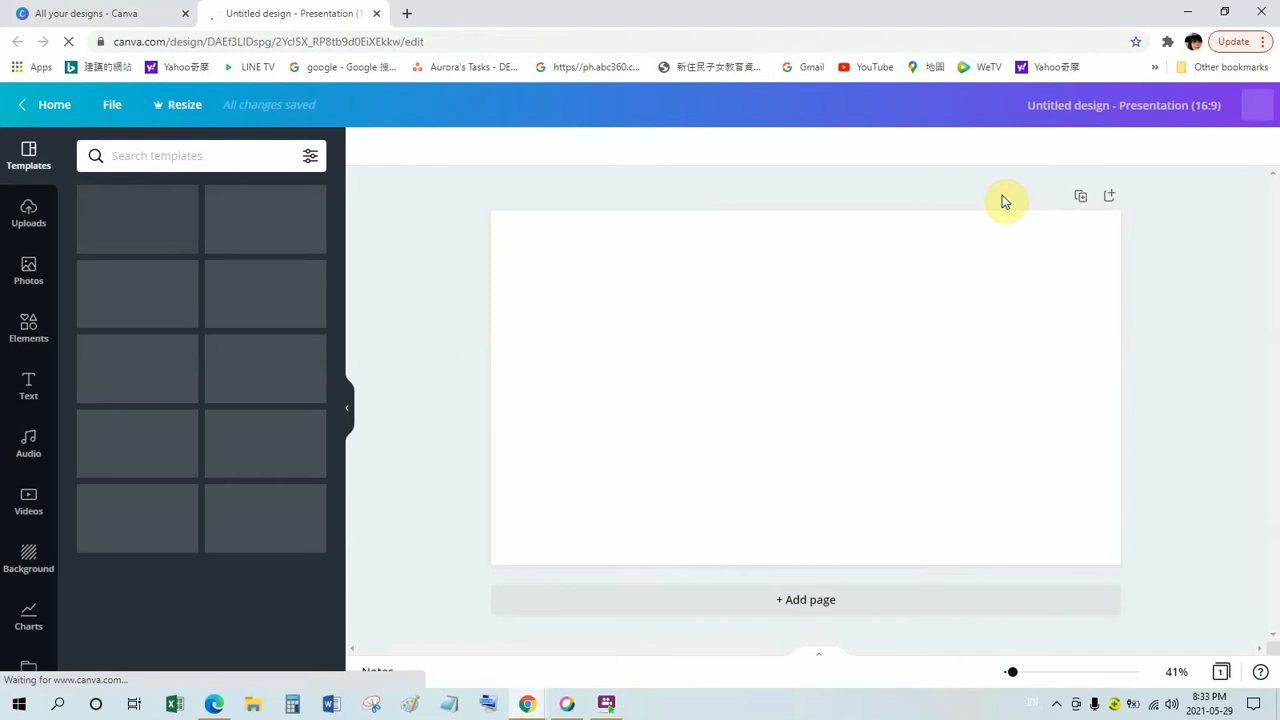 All your designs - Canva
Untitled design - Presentation (1
canva.com/design/DAEf3LIDspg/2YcI5X_RP8tb9d0EiXEkkw/edit
Update
Apps
建議的網站
Yahoo奇摩
LINE TV
google - Google 搜...
Aurora's Tasks - DE...
https//ph.abc360.c...
新住民子女教育資...
Gmail
YouTube
地圖
WeTV
Yahoo奇摩
»
Other bookmarks
Home
File
Resize
All changes saved
Untitled design - Presentation (16:9)
Templates
Search templates
Uploads
Photos
Elements
Text
Audio
Videos
Background
Charts
+ Add page
Notes
41%
1
?
Waiting for www.canva.com...
EN
8:33 PM
2021-05-29